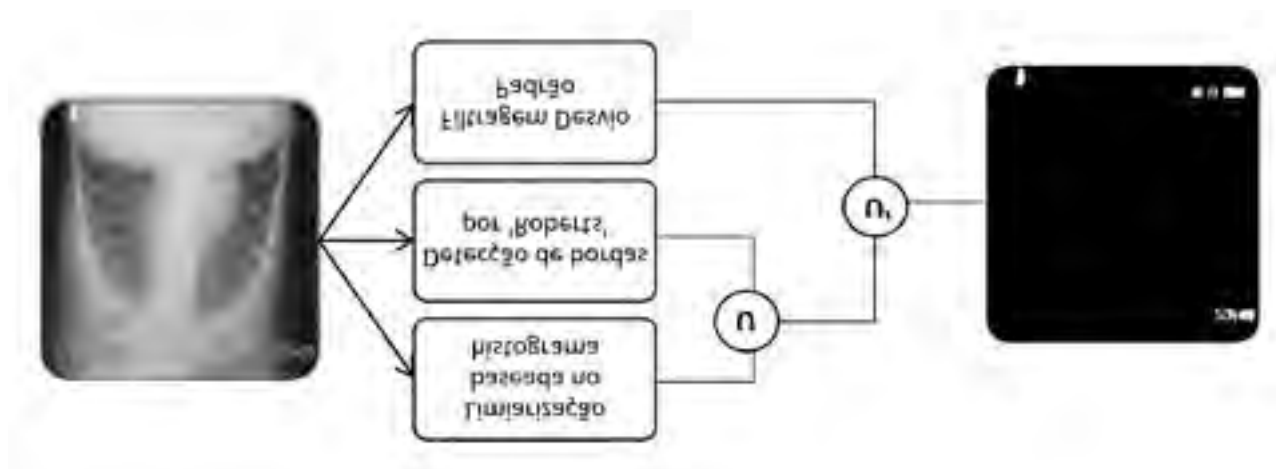 Limiarização
baseada no
histograma
U
Detecção de bordas
por 'Roberts'
U'
Filtragem Desvio
Padrão